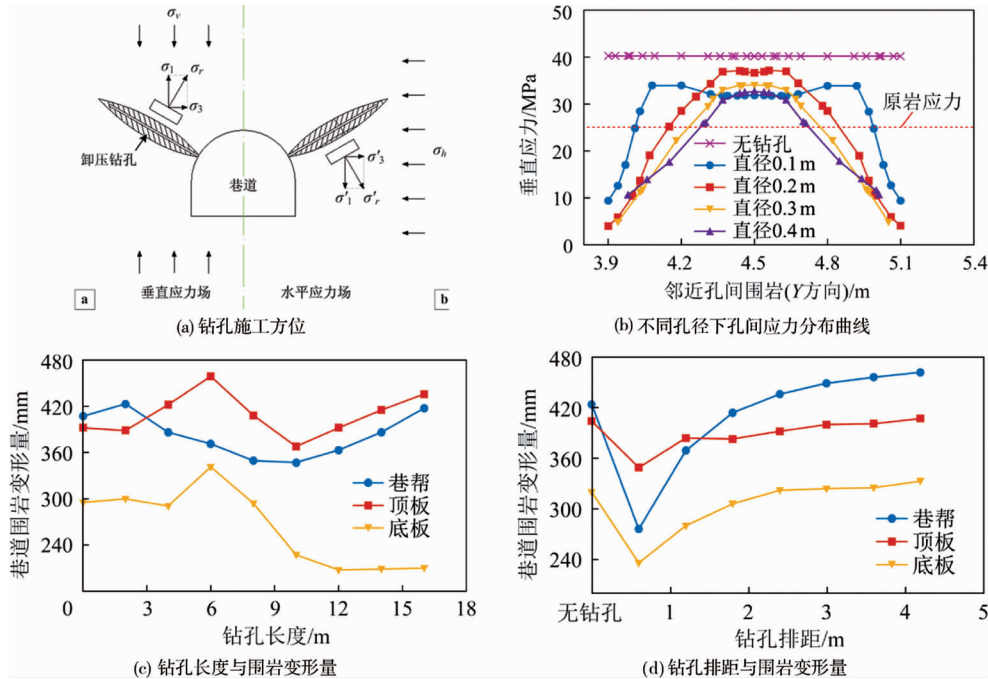 σv
σ1
σr
σ3
卸压钻孔
巷道
σ′3
σ′1
σ′r
σh
a
垂直应力场
水平应力场
b
(a) 钻孔施工方位
垂直应力/MPa
50
40
30
20
10
0
原岩应力
无钻孔
直径0.1 m
直径0.2 m
直径0.3 m
直径0.4 m
3.9 4.2 4.5 4.8 5.1 5.4
邻近孔间围岩(Y方向)/m
(b) 不同孔径下孔间应力分布曲线
巷道围岩变形量/mm
480
420
360
300
240
巷帮
顶板
底板
0 3 6 9 12 15 18
钻孔长度/m
(c) 钻孔长度与围岩变形量
巷道围岩变形量/mm
480
420
360
300
240
巷帮
顶板
底板
无钻孔 1 2 3 4 5
钻孔排距/m
(d) 钻孔排距与围岩变形量